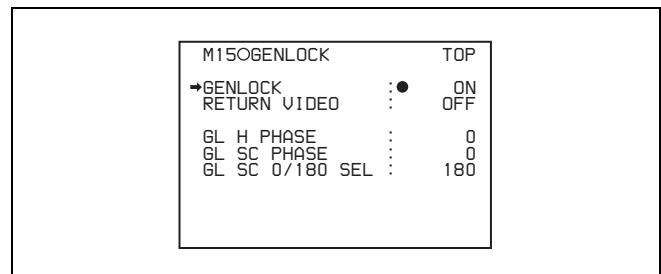 M15○GENLOCK TOP
➡GENLOCK :● ON
RETURN VIDEO : OFF
GL H PHASE : 0
GL SC PHASE : 0
GL SC 0/180 SEL : 180